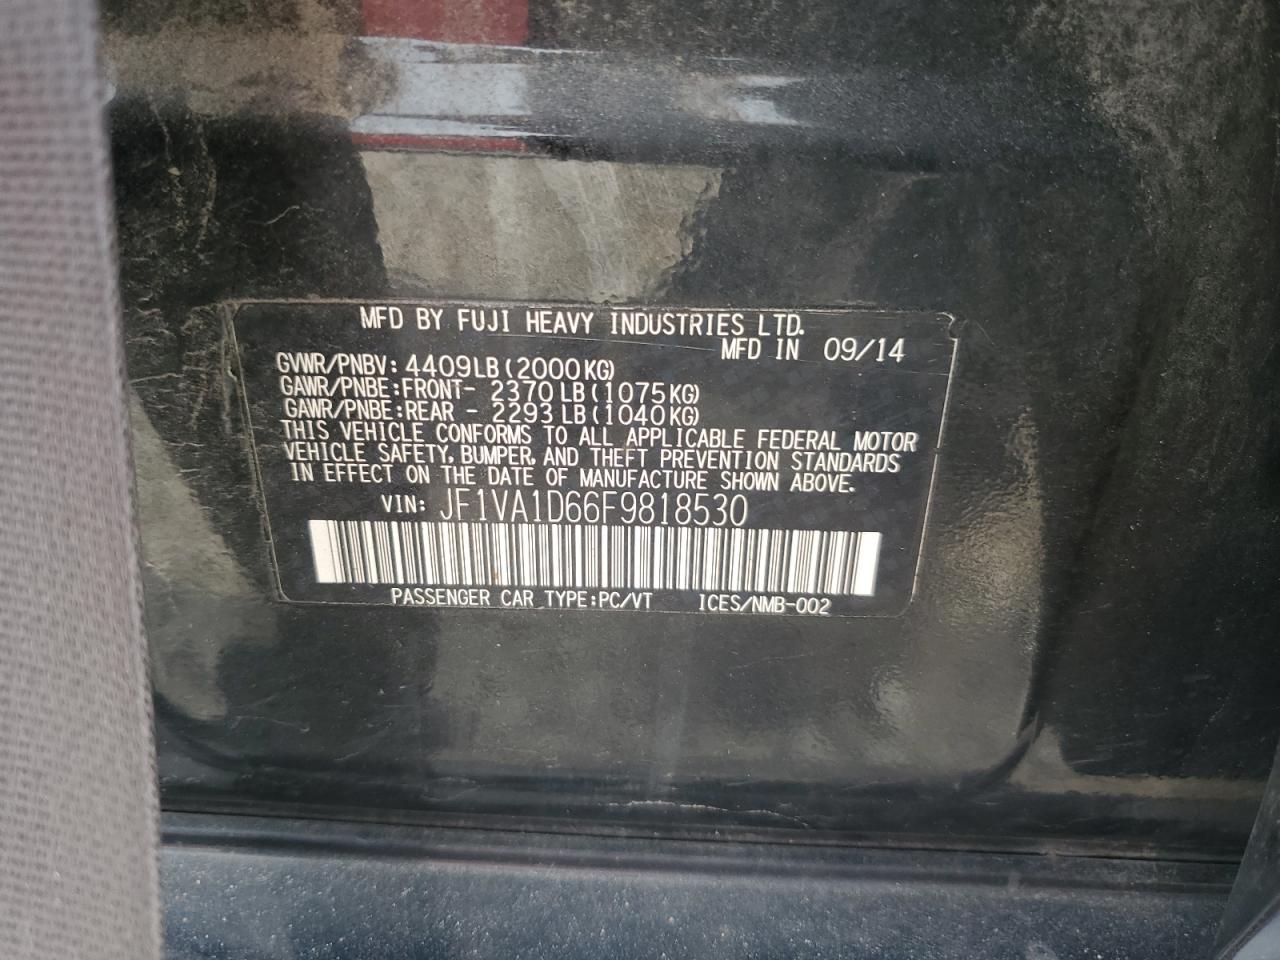 MFD BY FUJI HEAVY INDUSTRIES LTD.
MFD IN 09/14
GVWR/PNBV: 4409LB (2000KG)
GAWR/PNBE:FRONT- 2370LB (1075KG)
GAWR/PNBE:REAR - 2293LB (1040KG)
THIS VEHICLE CONFORMS TO ALL APPLICABLE FEDERAL MOTOR
VEHICLE SAFETY, BUMPER, AND THEFT PREVENTION STANDARDS
IN EFFECT ON THE DATE OF MANUFACTURE SHOWN ABOVE.
VIN: JF1VA1D66F9818530
PASSENGER CAR TYPE:PC/VT ICES/NMB-002